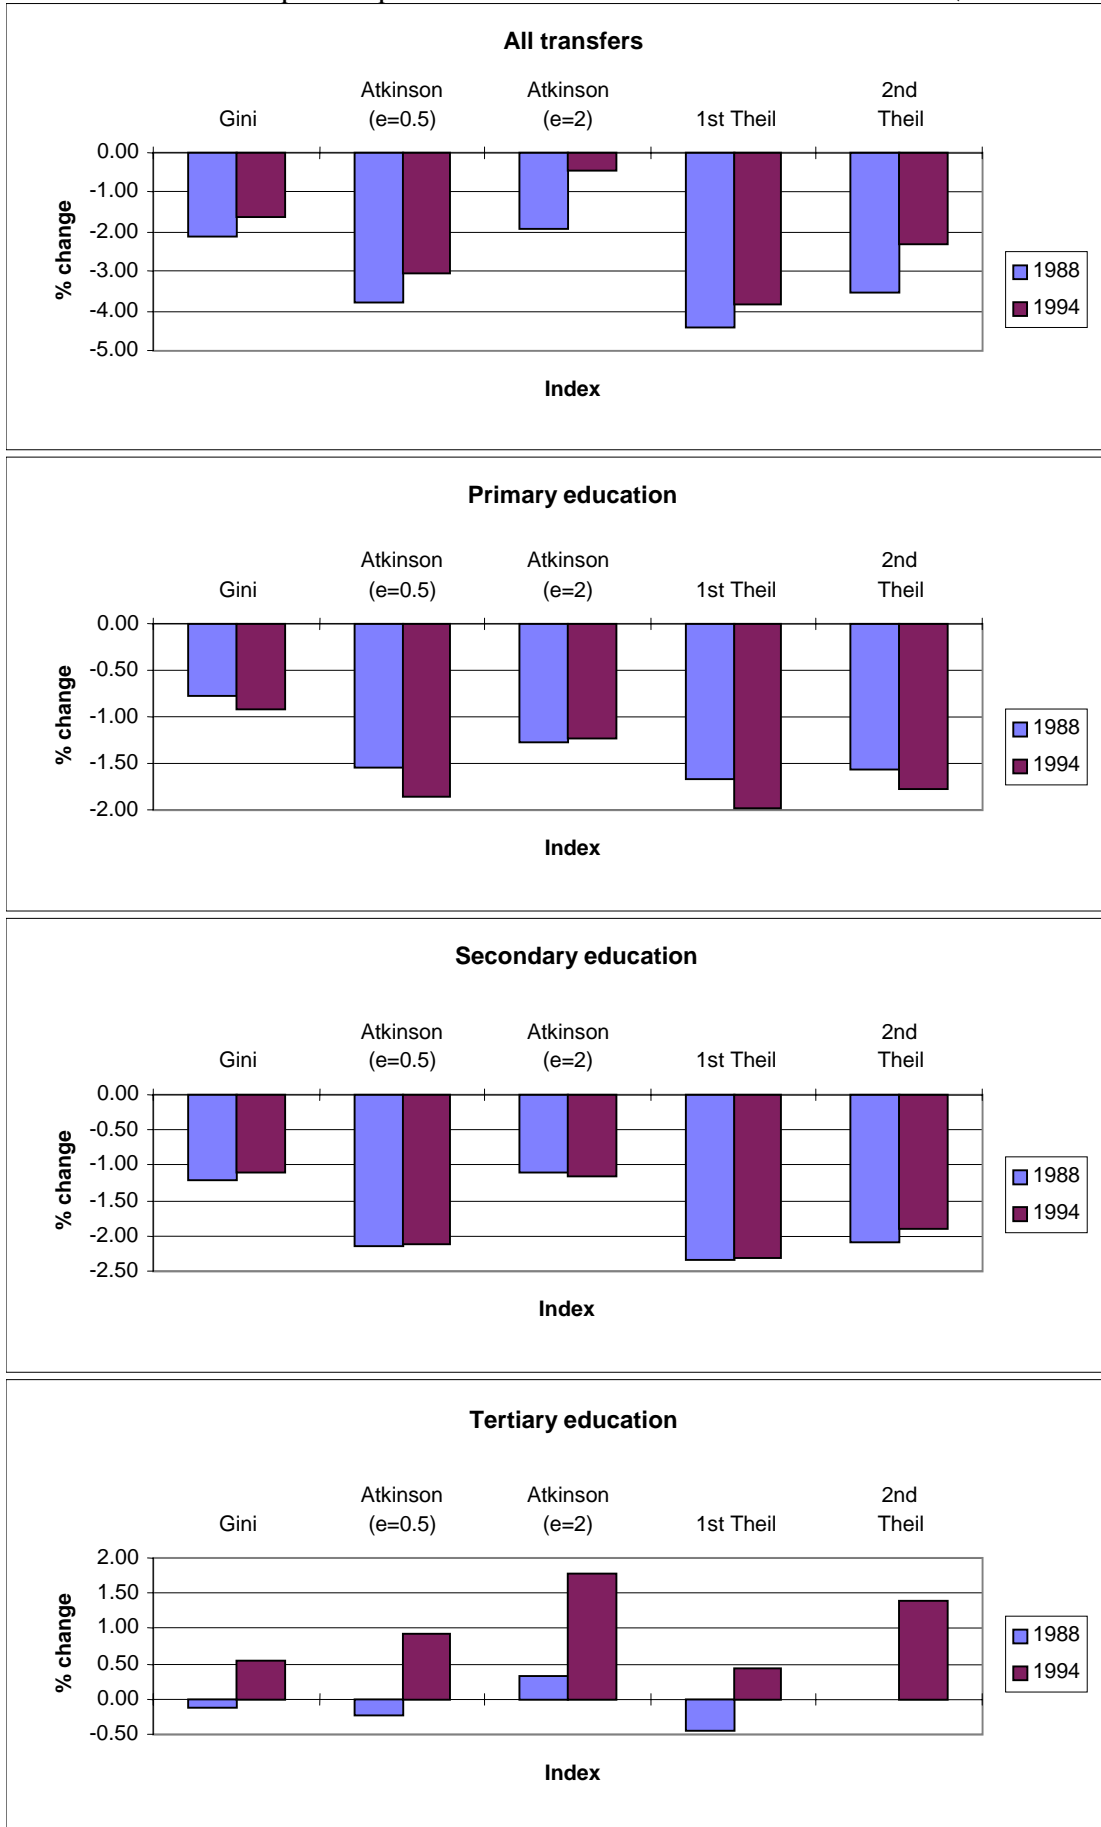 All transfers
Gini
Atkinson
(e=0.5)
Atkinson
(e=2)
1st Theil
2nd
Theil
0.00
-1.00
-2.00
-3.00
-4.00
-5.00
% change
Index
1988
1994
Primary education
Gini
Atkinson
(e=0.5)
Atkinson
(e=2)
1st Theil
2nd
Theil
0.00
-0.50
-1.00
-1.50
-2.00
% change
Index
1988
1994
Secondary education
Gini
Atkinson
(e=0.5)
Atkinson
(e=2)
1st Theil
2nd
Theil
0.00
-0.50
-1.00
-1.50
-2.00
-2.50
% change
Index
1988
1994
Tertiary education
Gini
Atkinson
(e=0.5)
Atkinson
(e=2)
1st Theil
2nd
Theil
2.00
1.50
1.00
0.50
0.00
-0.50
% change
Index
1988
1994